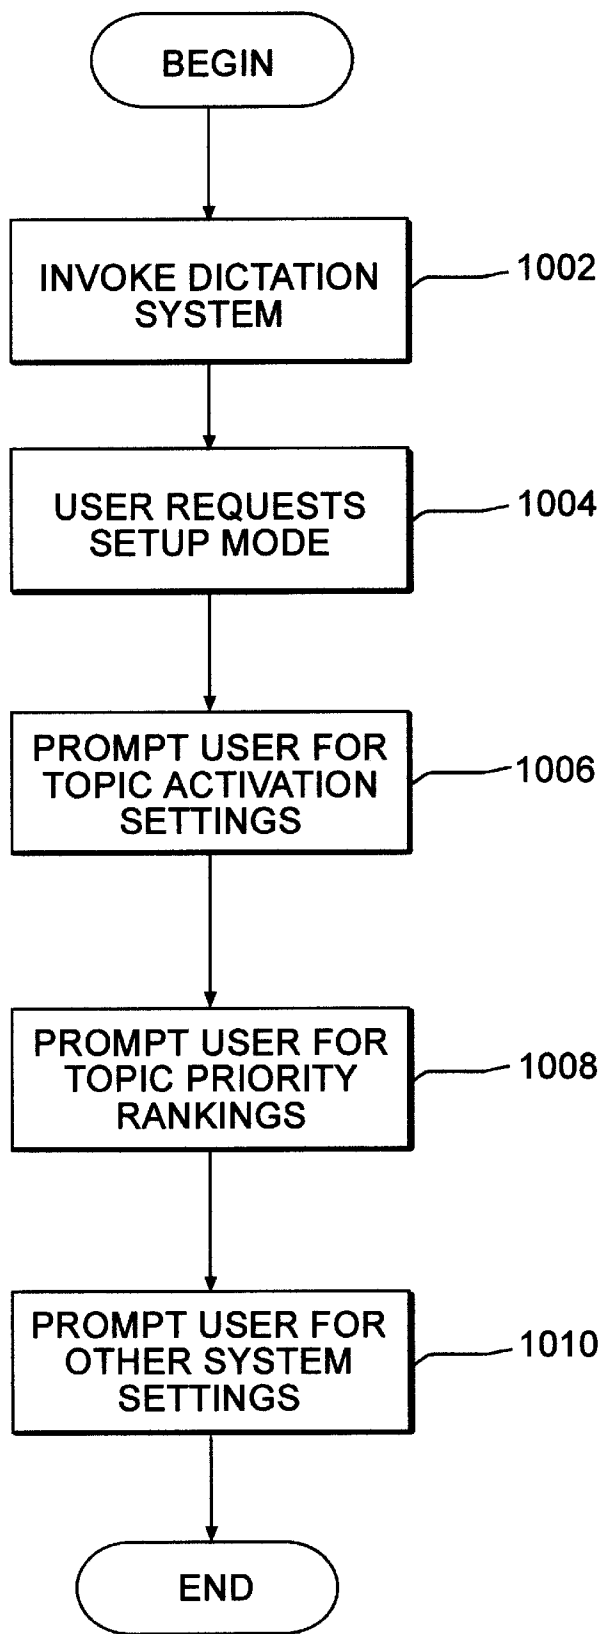 BEGIN
INVOKE DICTATION
SYSTEM
1002
USER REQUESTS
SETUP MODE
1004
PROMPT USER FOR
TOPIC ACTIVATION
SETTINGS
1006
PROMPT USER FOR
TOPIC PRIORITY
RANKINGS
1008
PROMPT USER FOR
OTHER SYSTEM
SETTINGS
1010
END